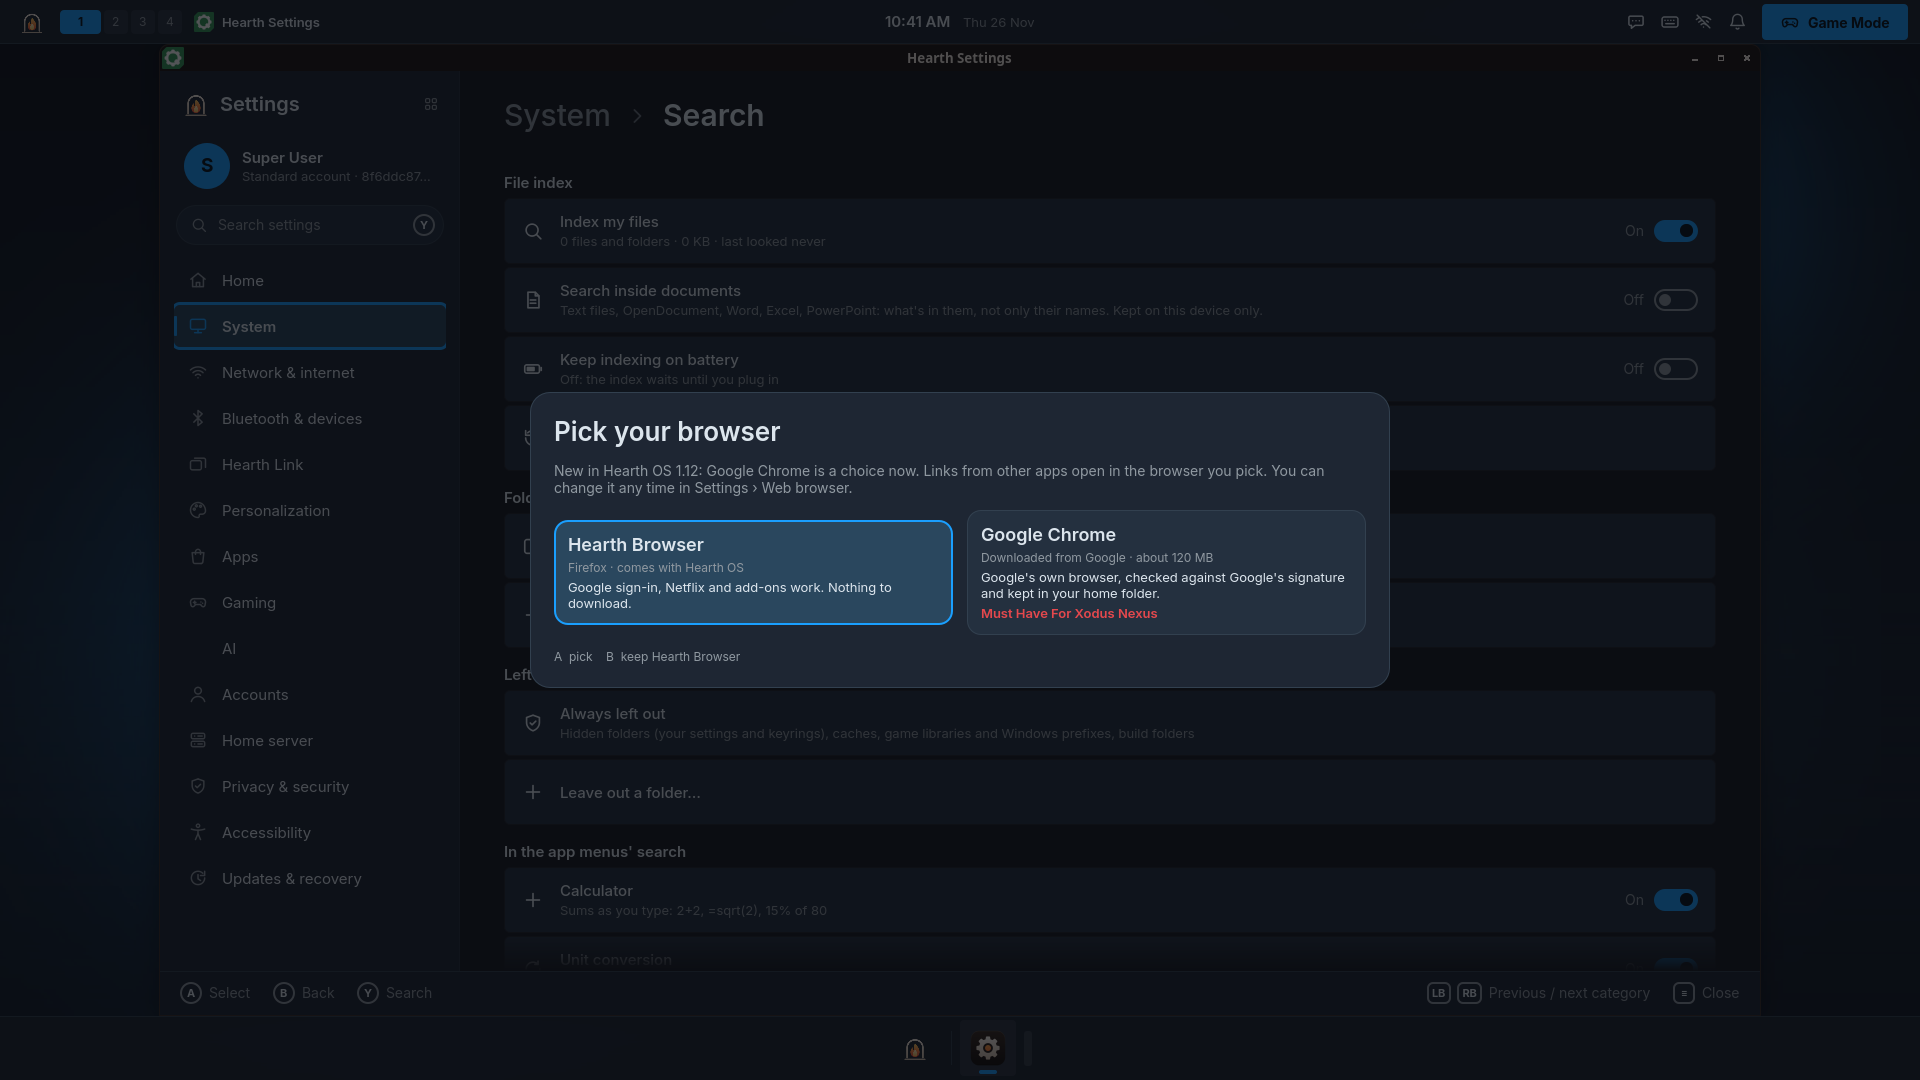 1 2 3 4 Hearth Settings 10:41 AM Thu 26 Nov Game Mode
Hearth Settings
Settings
S
Super User
Standard account · 8f6ddc87...
Search settings Y
Home
System
Network & internet
Bluetooth & devices
Hearth Link
Personalization
Apps
Gaming
AI
Accounts
Home server
Privacy & security
Accessibility
Updates & recovery
System › Search
File index
Index my files
0 files and folders · 0 KB · last looked never
On
Search inside documents
Text files, OpenDocument, Word, Excel, PowerPoint: what's in them, not only their names. Kept on this device only.
Off
Keep indexing on battery
Off: the index waits until you plug in
Off
Pick your browser
New in Hearth OS 1.12: Google Chrome is a choice now. Links from other apps open in the browser you pick. You can
change it any time in Settings › Web browser.
Hearth Browser
Firefox · comes with Hearth OS
Google sign-in, Netflix and add-ons work. Nothing to
download.
Google Chrome
Downloaded from Google · about 120 MB
Google's own browser, checked against Google's signature
and kept in your home folder.
Must Have For Xodus Nexus
A pick B keep Hearth Browser
Left
Always left out
Hidden folders (your settings and keyrings), caches, game libraries and Windows prefixes, build folders
Leave out a folder...
In the app menus' search
Calculator
Sums as you type: 2+2, =sqrt(2), 15% of 80
On
Unit conversion
A Select B Back Y Search
LB RB Previous / next category Close